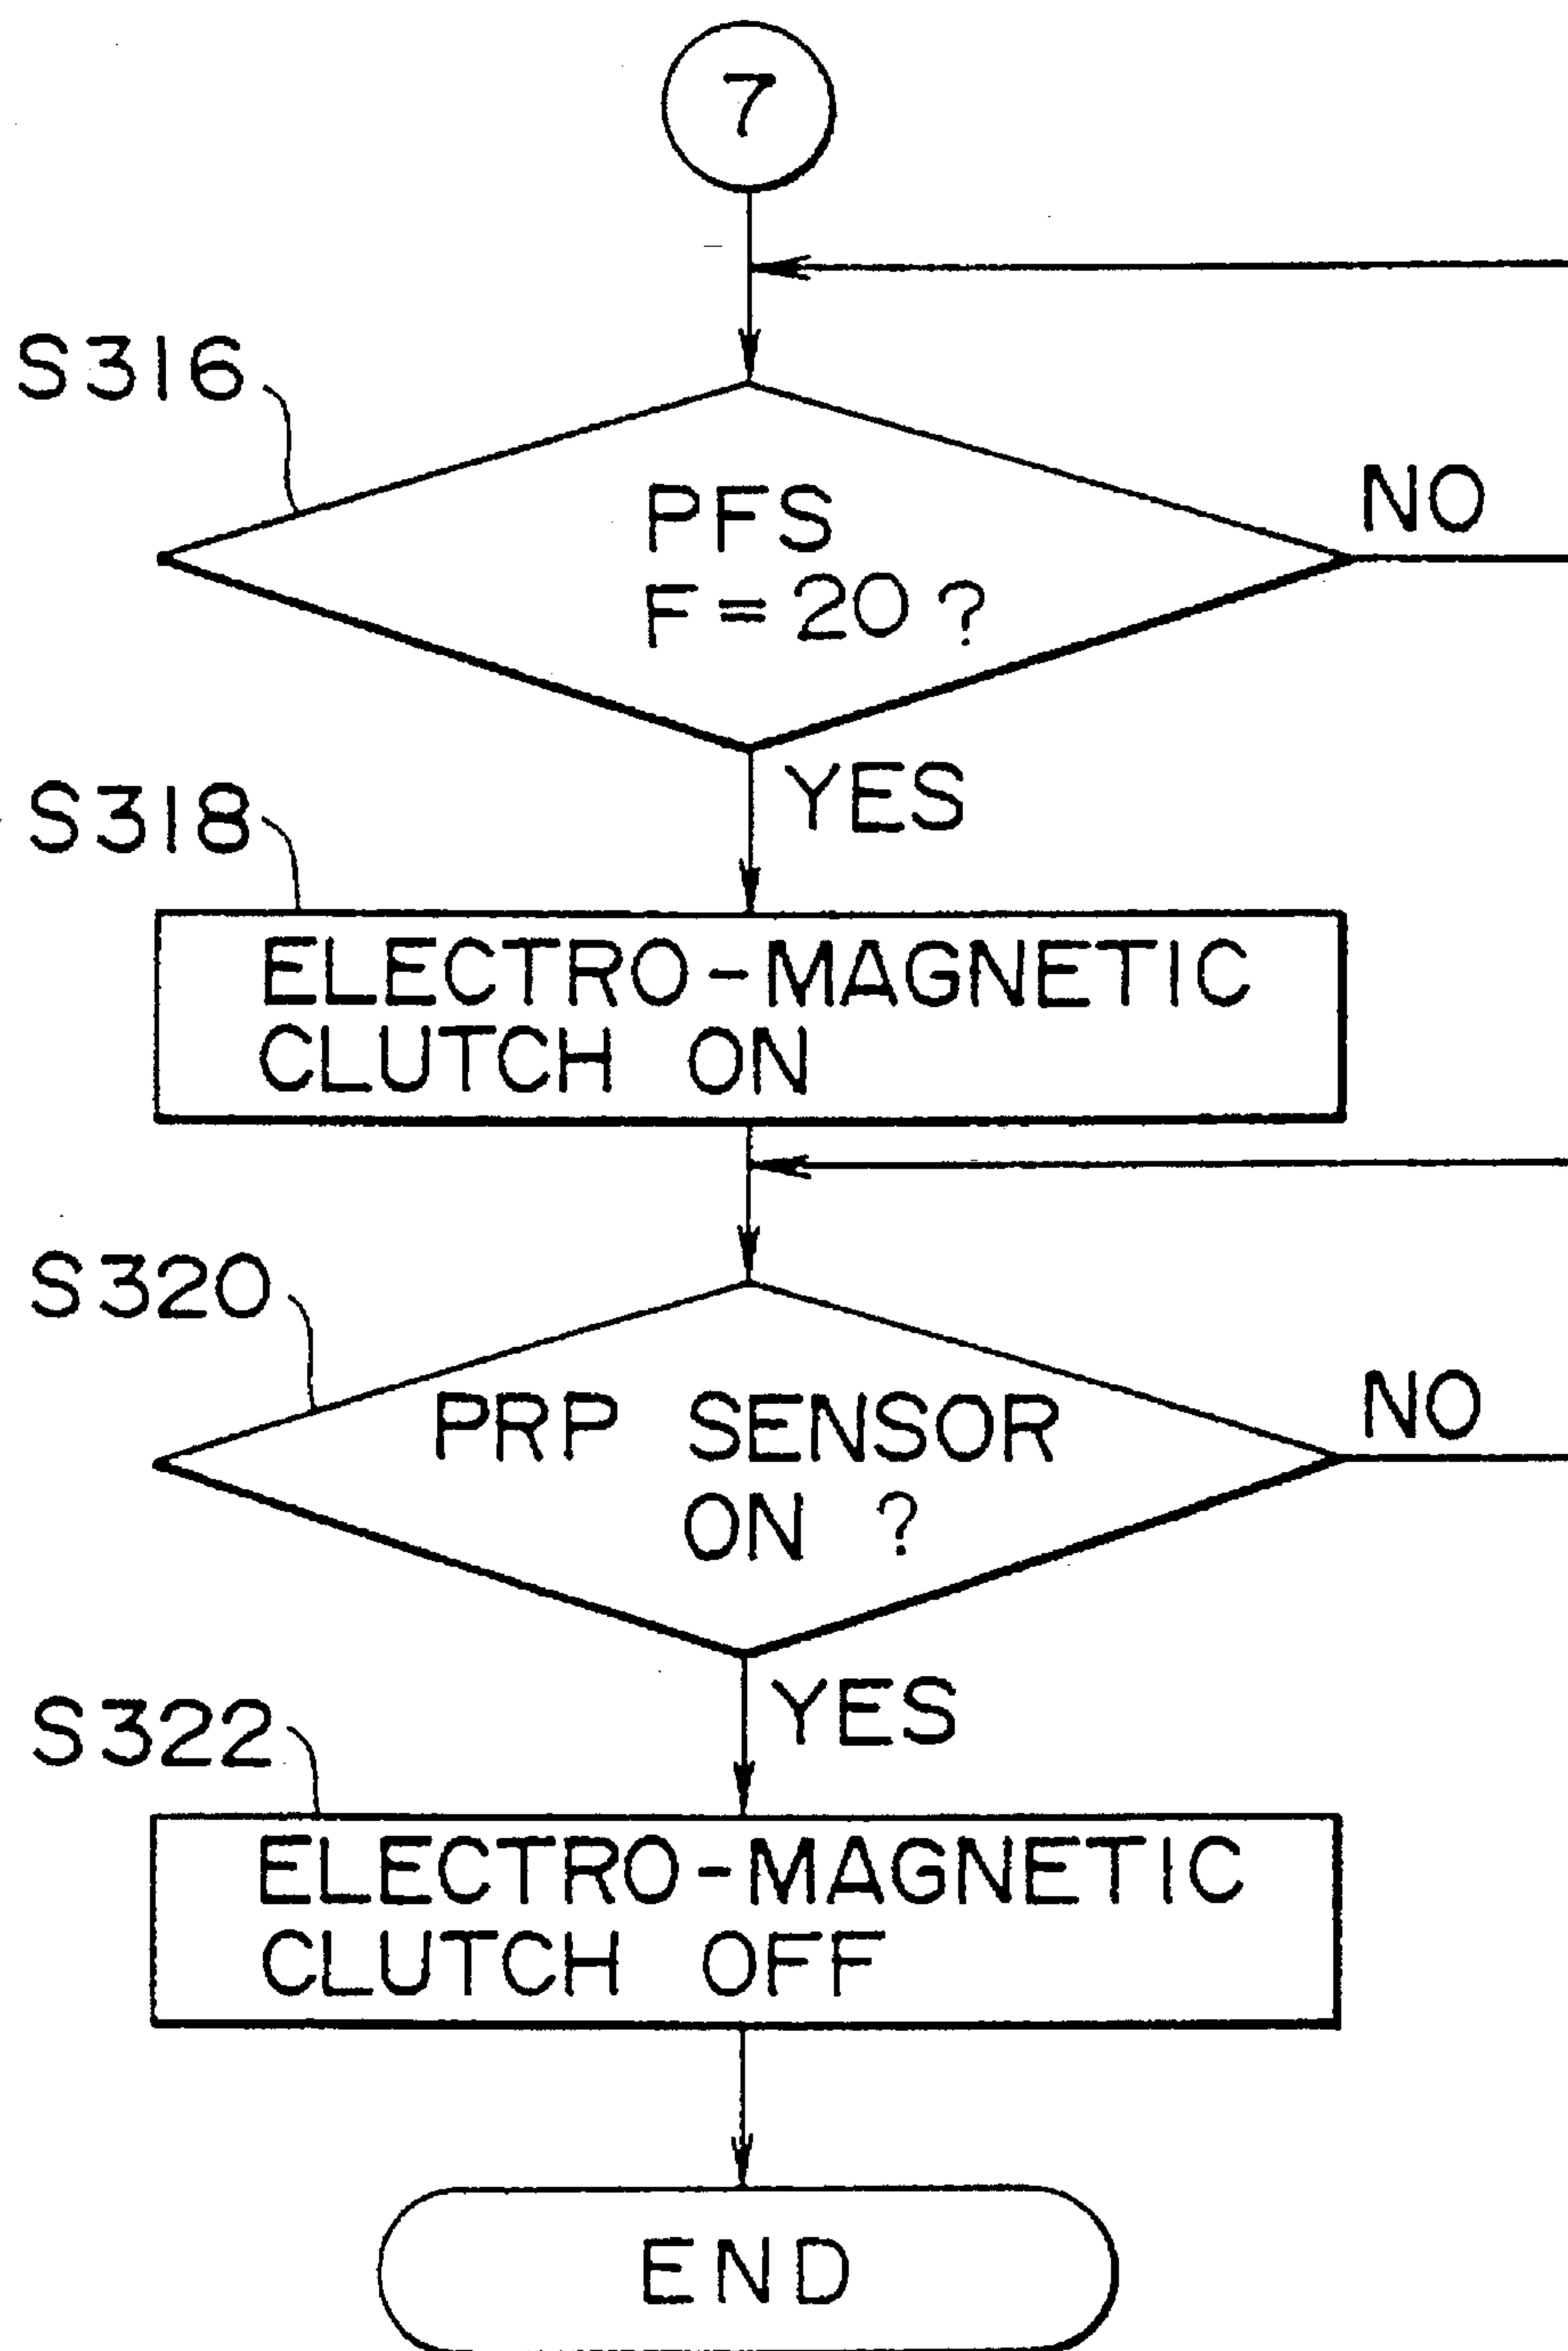 7
S316
PFS
F=20?
NO
YES
S318
ELECTRO-MAGNETIC
CLUTCH ON
S320
PRP SENSOR
ON ?
NO
YES
S322
ELECTRO-MAGNETIC
CLUTCH OFF
END